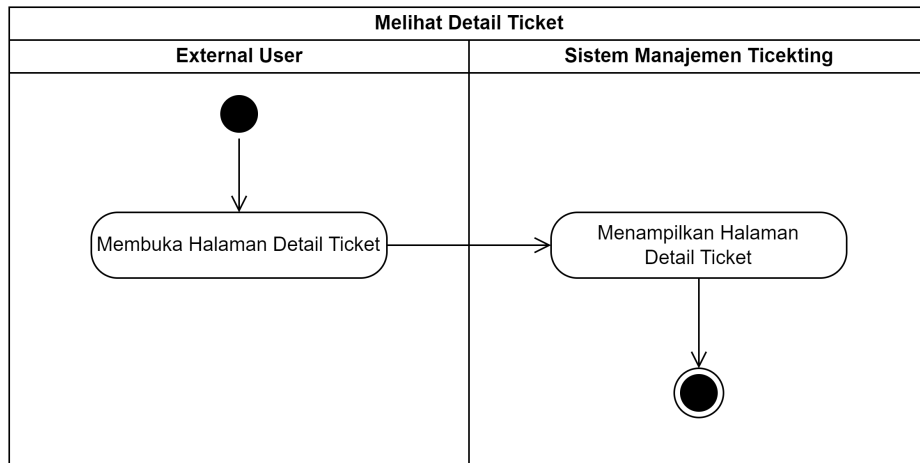 Melihat Detail Ticket
External User
Sistem Manajemen Ticekting
Membuka Halaman Detail Ticket
Menampilkan Halaman
Detail Ticket